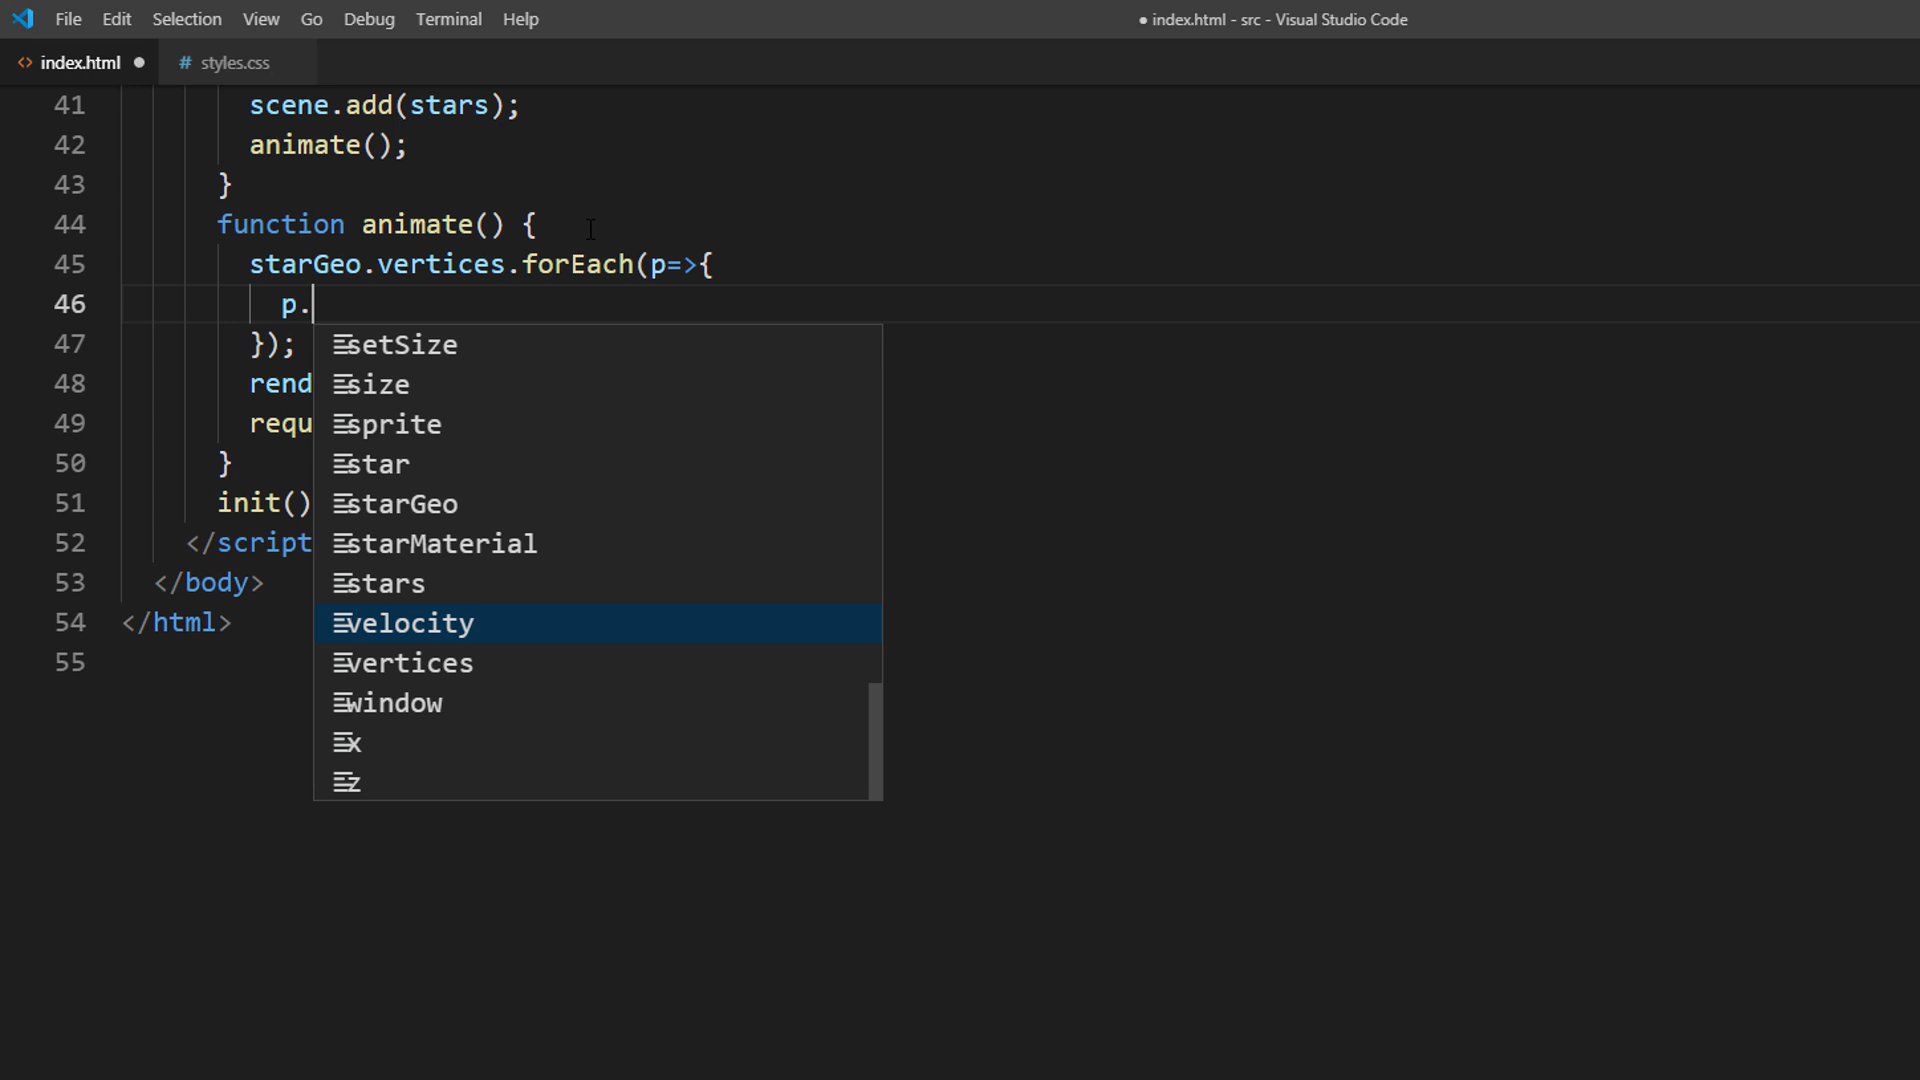 File Edit Selection View Go Debug Terminal Help
● index.html - src - Visual Studio Code
<> index.html ● # styles.css
41 scene.add(stars);
42 animate();
43 }
44 function animate() {
45 starGeo.vertices.forEach(p=>{
46 p.
47 });
48 rend
49 requ
50 }
51 init()
52 </script
53 </body>
54 </html>
55
setSize
size
sprite
star
starGeo
starMaterial
stars
velocity
vertices
window
x
z